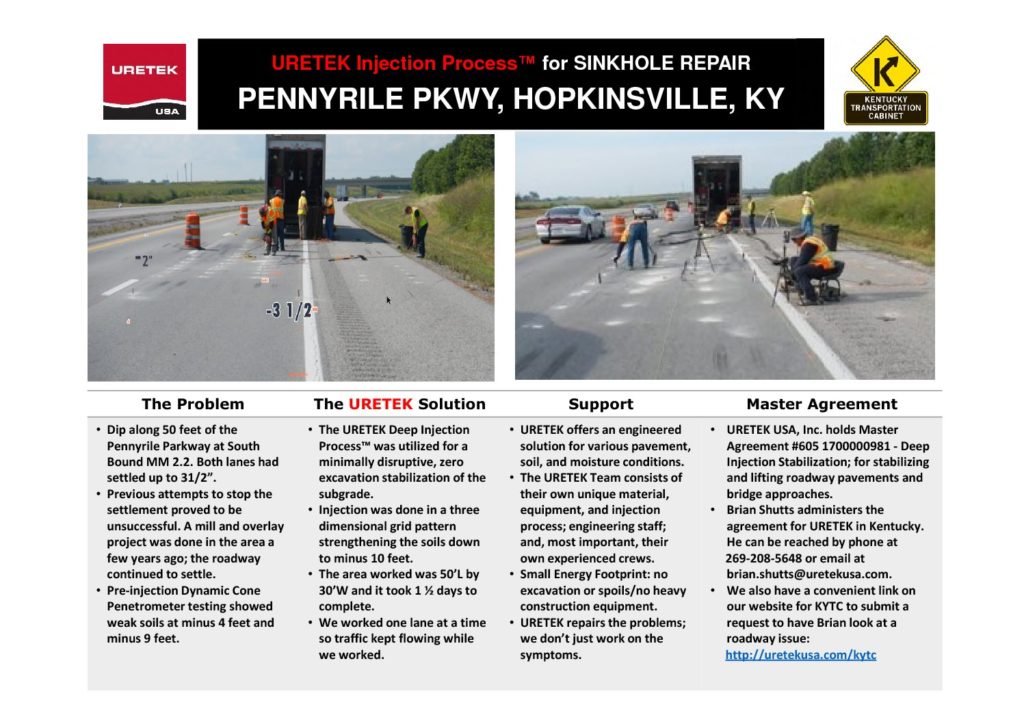 URETEK
USA
URETEK Injection Process™ for SINKHOLE REPAIR
PENNYRILE PKWY, HOPKINSVILLE, KY
K
KENTUCKY
TRANSPORTATION
CABINET
2"
-3 1/2-
The Problem
• Dip along 50 feet of the
Pennyrile Parkway at South
Bound MM 2.2. Both lanes had
settled up to 31/2”.
• Previous attempts to stop the
settlement proved to be
unsuccessful. A mill and overlay
project was done in the area a
few years ago; the roadway
continued to settle.
• Pre-injection Dynamic Cone
Penetrometer testing showed
weak soils at minus 4 feet and
minus 9 feet.
The URETEK Solution
• The URETEK Deep Injection
Process™ was utilized for a
minimally disruptive, zero
excavation stabilization of the
subgrade.
• Injection was done in a three
dimensional grid pattern
strengthening the soils down
to minus 10 feet.
• The area worked was 50’L by
30’W and it took 1 ½ days to
complete.
• We worked one lane at a time
so traffic kept flowing while
we worked.
Support
• URETEK offers an engineered
solution for various pavement,
soil, and moisture conditions.
• The URETEK Team consists of
their own unique material,
equipment, and injection
process; engineering staff;
and, most important, their
own experienced crews.
• Small Energy Footprint: no
excavation or spoils/no heavy
construction equipment.
• URETEK repairs the problems;
we don’t just work on the
symptoms.
Master Agreement
• URETEK USA, Inc. holds Master
Agreement #605 1700000981 - Deep
Injection Stabilization; for stabilizing
and lifting roadway pavements and
bridge approaches.
• Brian Shutts administers the
agreement for URETEK in Kentucky.
He can be reached by phone at
269-208-5648 or email at
brian.shutts@uretekusa.com.
• We also have a convenient link on
our website for KYTC to submit a
request to have Brian look at a
roadway issue:
http://uretekusa.com/kytc